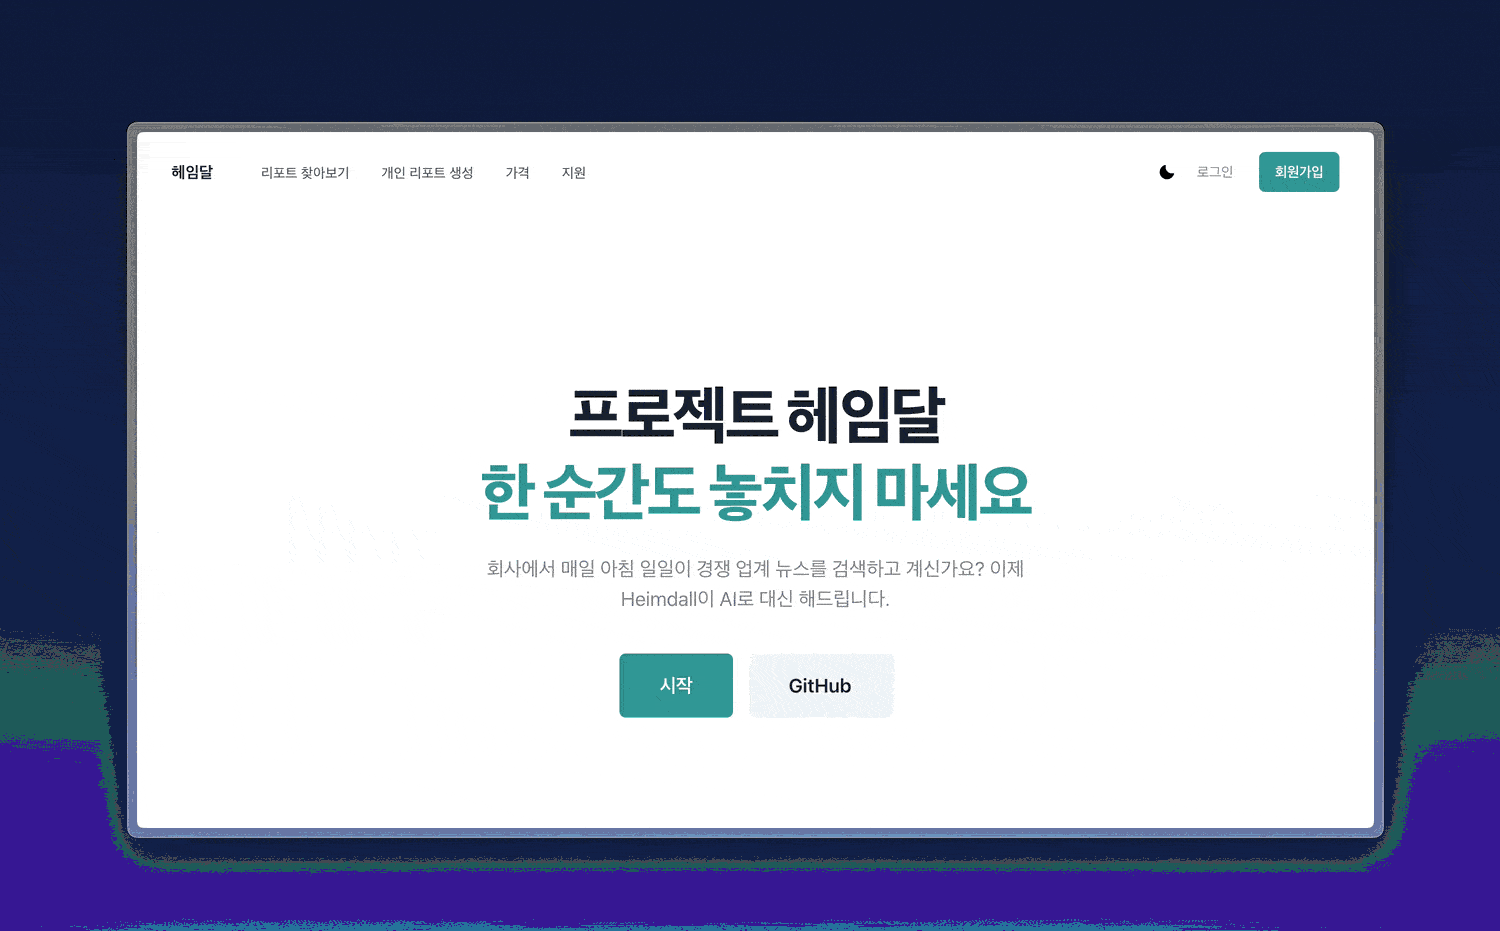 헤임달 리포트 찾아보기 개인 리포트 생성 가격 지원 로그인 회원가입
프로젝트 헤임달
한 순간도 놓치지 마세요
회사에서 매일 아침 일일이 경쟁 업계 뉴스를 검색하고 계신가요? 이제
Heimdall이 AI로 대신 해드립니다.
시작 GitHub